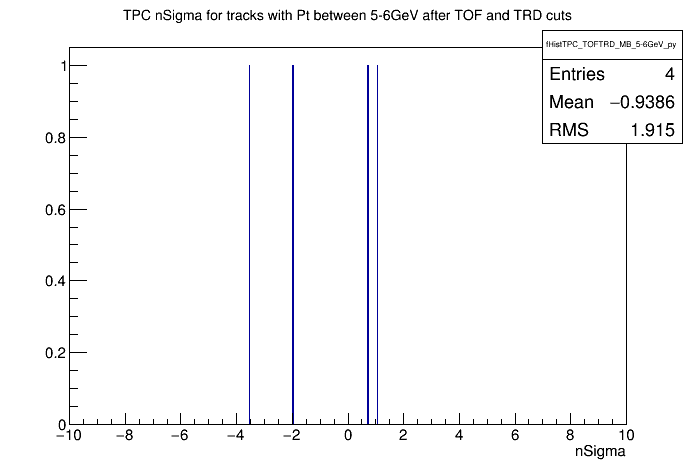 TPC nSigma for tracks with Pt between 5-6GeV after TOF and TRD cuts
fHistTPC_TOFTRD_MB_5-6GeV_py
Entries 4
Mean −0.9386
RMS 1.915
1
0.8
0.6
0.4
0.2
0
−10 −8 −6 −4 −2 0 2 4 6 8 10
nSigma